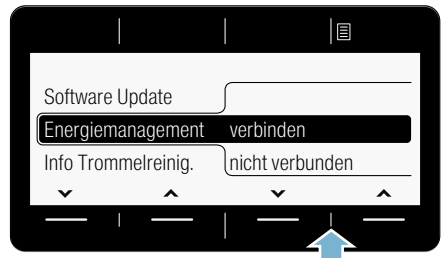 Software Update
Energiemanagement verbinden
Info Trommelreinig. nicht verbunden